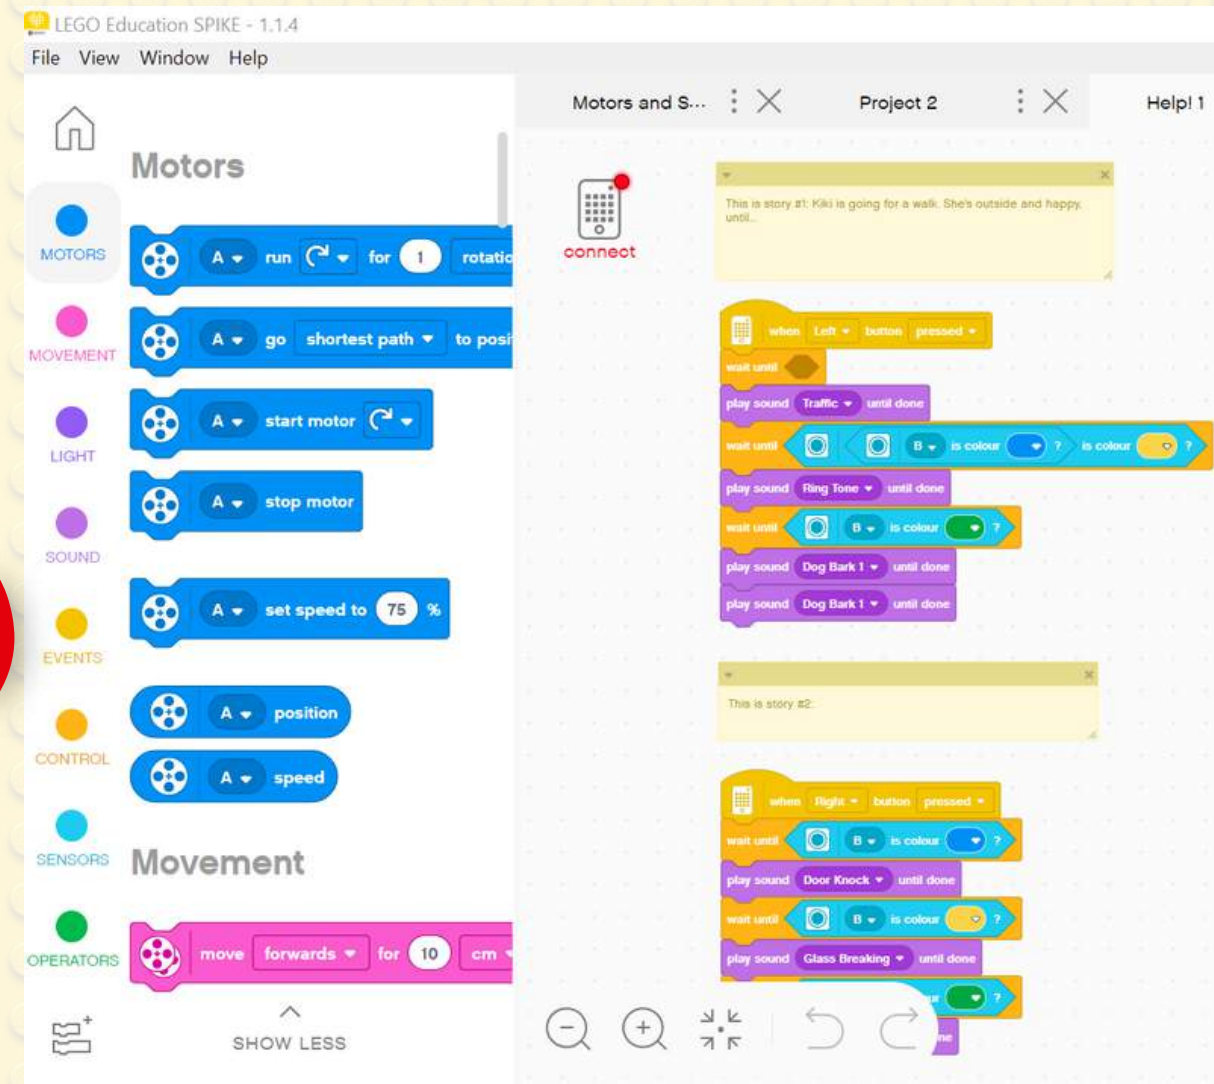 LEGO Education SPIKE - 1.1.4
File View Window Help
Motors and S... Project 2 Help! 1
Motors
MOTORS
A run for 1 rotatio
A go shortest path to posi
MOVEMENT
A start motor
LIGHT
A stop motor
SOUND
A set speed to 75 %
EVENTS
A position
CONTROL
A speed
SENSORS
Movement
OPERATORS
move forwards for 10 cm
SHOW LESS
connect
This is story #1: Kiki is going for a walk. She's outside and happy,
until...
when Left button pressed
wait until
play sound Traffic until done
wait until B is colour ? is colour ?
play sound Ring Tone until done
wait until B is colour ?
play sound Dog Bark 1 until done
play sound Dog Bark 1 until done
This is story #2:
when Right button pressed
wait until B is colour ?
play sound Door Knock until done
wait until B is colour ?
play sound Glass Breaking until done
ur ?
ne